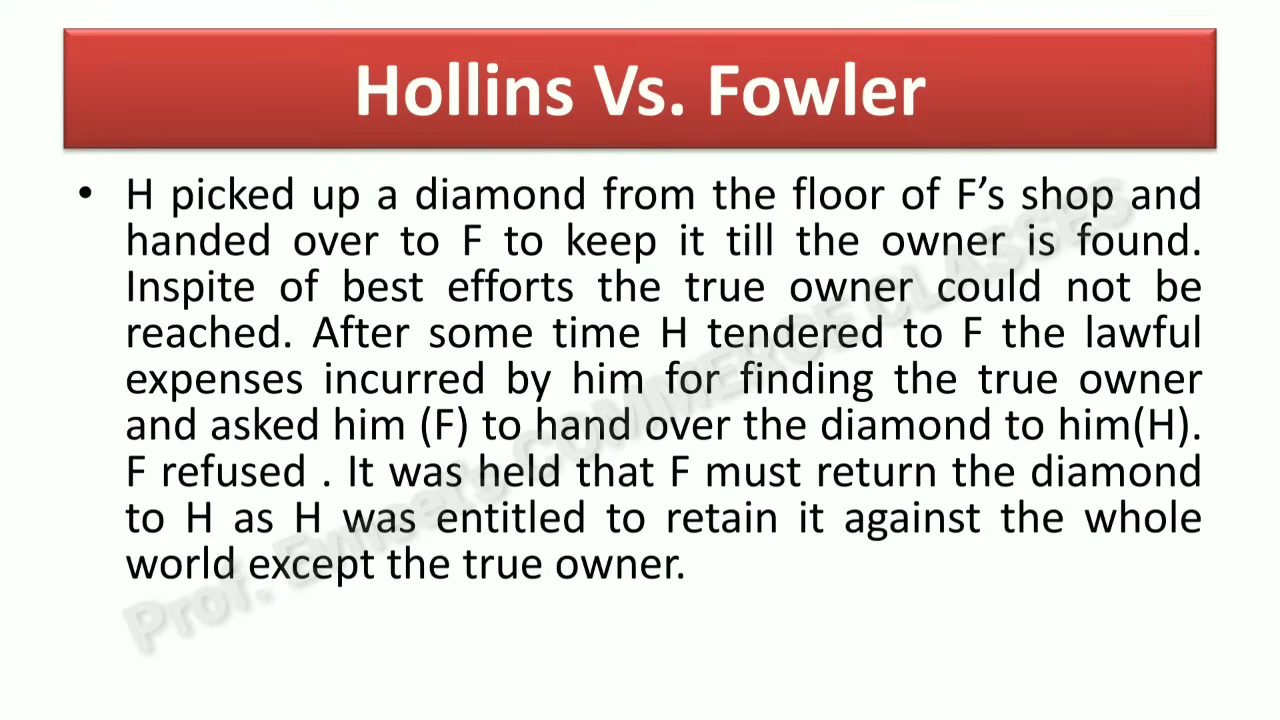 Hollins Vs. Fowler
• H picked up a diamond from the floor of F’s shop and
handed over to F to keep it till the owner is found.
Inspite of best efforts the true owner could not be
reached. After some time H tendered to F the lawful
expenses incurred by him for finding the true owner
and asked him (F) to hand over the diamond to him(H).
F refused . It was held that F must return the diamond
to H as H was entitled to retain it against the whole
world except the true owner.
Prof. COMMERCE CLASSES